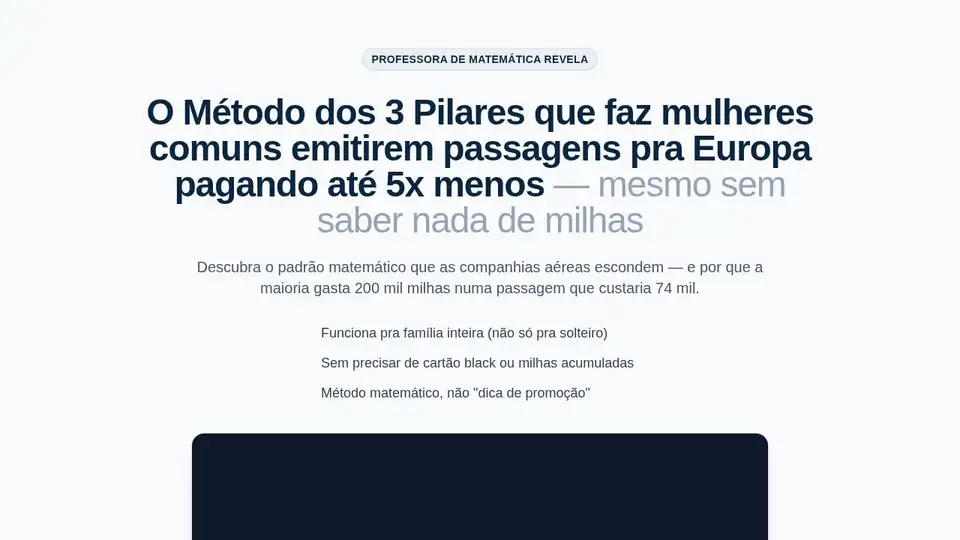 PROFESSORA DE MATEMÁTICA REVELA
O Método dos 3 Pilares que faz mulheres
comuns emitirem passagens pra Europa
pagando até 5x menos — mesmo sem
saber nada de milhas
Descubra o padrão matemático que as companhias aéreas escondem — e por que a
maioria gasta 200 mil milhas numa passagem que custaria 74 mil.
Funciona pra família inteira (não só pra solteiro)
Sem precisar de cartão black ou milhas acumuladas
Método matemático, não "dica de promoção"